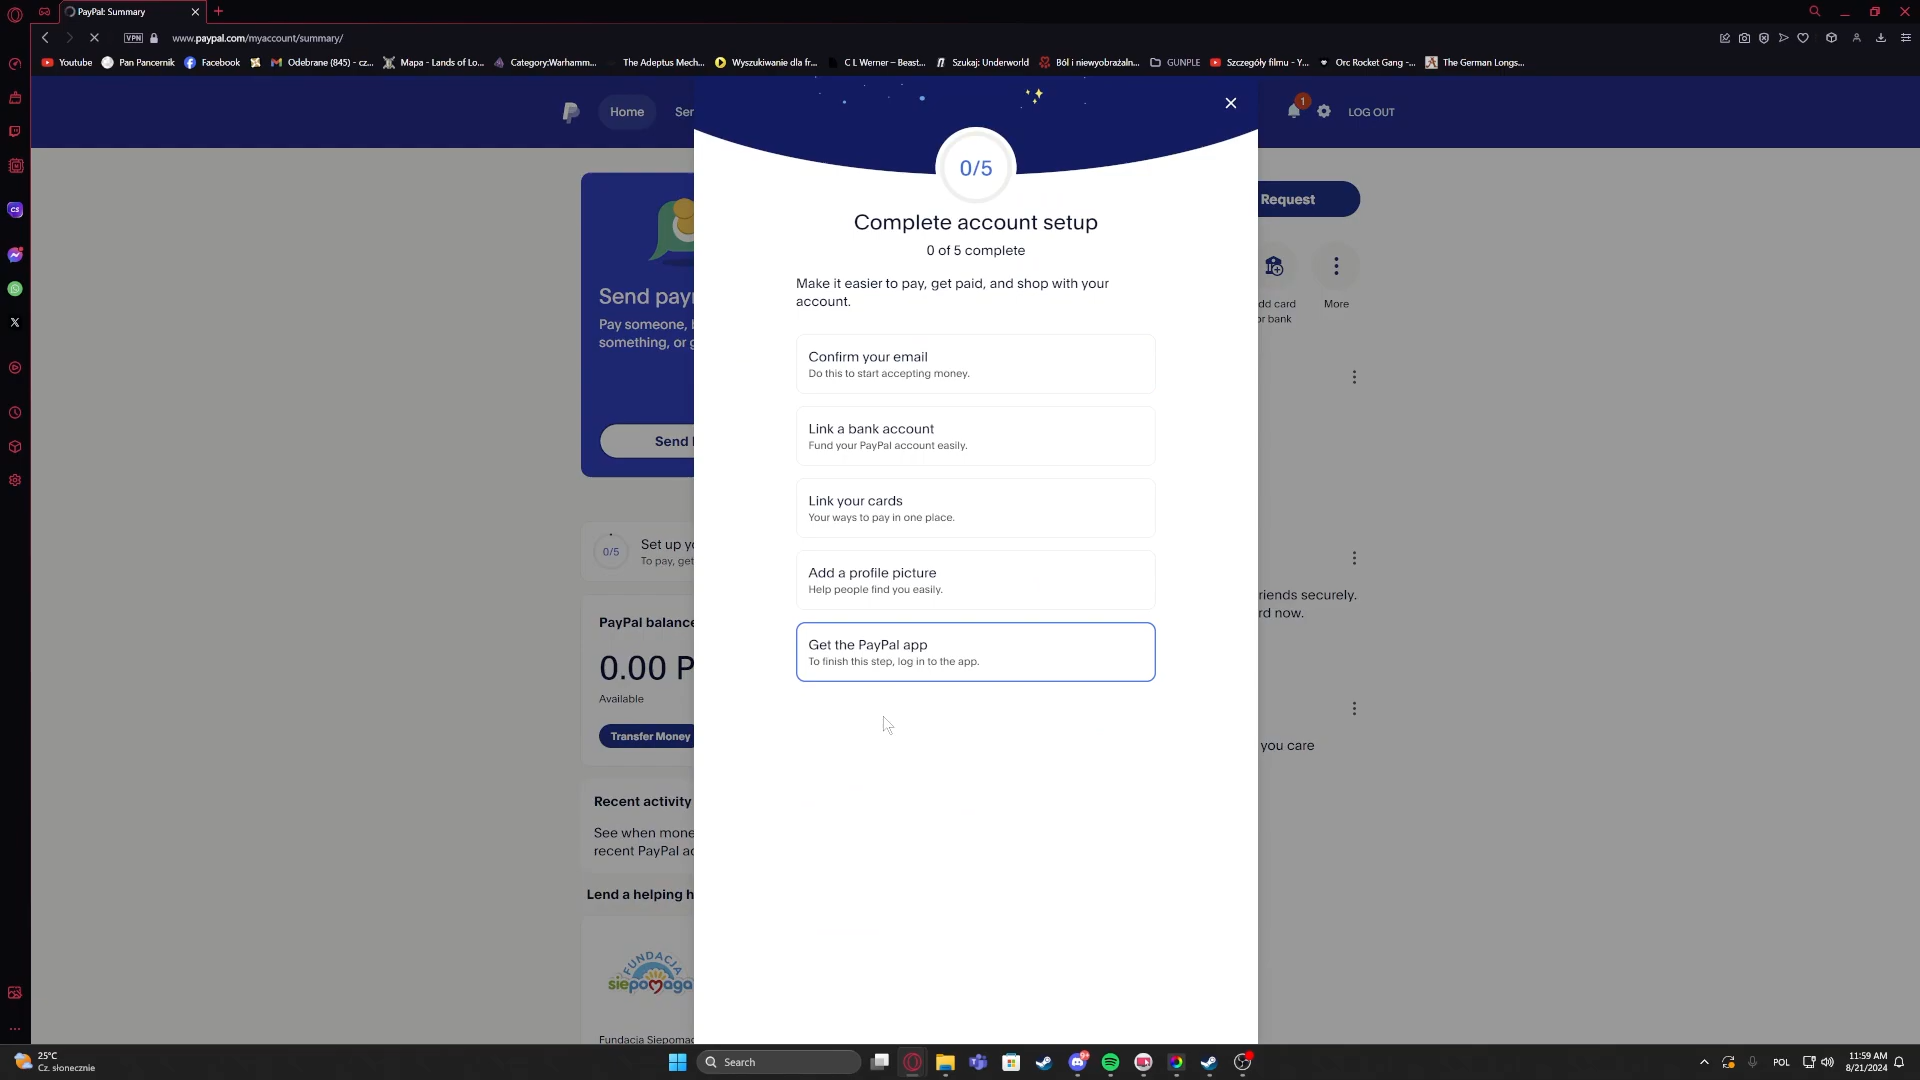 PayPal: Summary
VPN
www.paypal.com/myaccount/summary/
Youtube
Pan Pancernik
Facebook
Odebrane (845) - cz...
Mapa - Lands of Lo...
Category:Warhamm...
The Adeptus Mech...
Wyszukiwanie dla fr...
C L Werner – Beast...
Szukaj: Underworld
Ból i niewyobrażaln...
GUNPLE
Szczegóły filmu - Y...
Orc Rocket Gang -...
The German Longs...
Home
Ser
1
LOG OUT
0/5
Complete account setup
0 of 5 complete
Make it easier to pay, get paid, and shop with your
account.
Confirm your email
Do this to start accepting money.
Link a bank account
Fund your PayPal account easily.
Link your cards
Your ways to pay in one place.
Add a profile picture
Help people find you easily.
Get the PayPal app
To finish this step, log in to the app.
Send payr
Pay someone, b
something, or g
Send
0/5
Set up yo
To pay, get
PayPal balance
0.00 P
Available
Transfer Money
Recent activity
See when mone
recent PayPal ac
Lend a helping h
FUNDACJA
siepomaga
Fundacja Siepomag
Request
dd card
or bank
More
riends securely.
rd now.
you care
CS
25°C
Cz. słonecznie
Search
POL
11:59 AM
8/21/2024